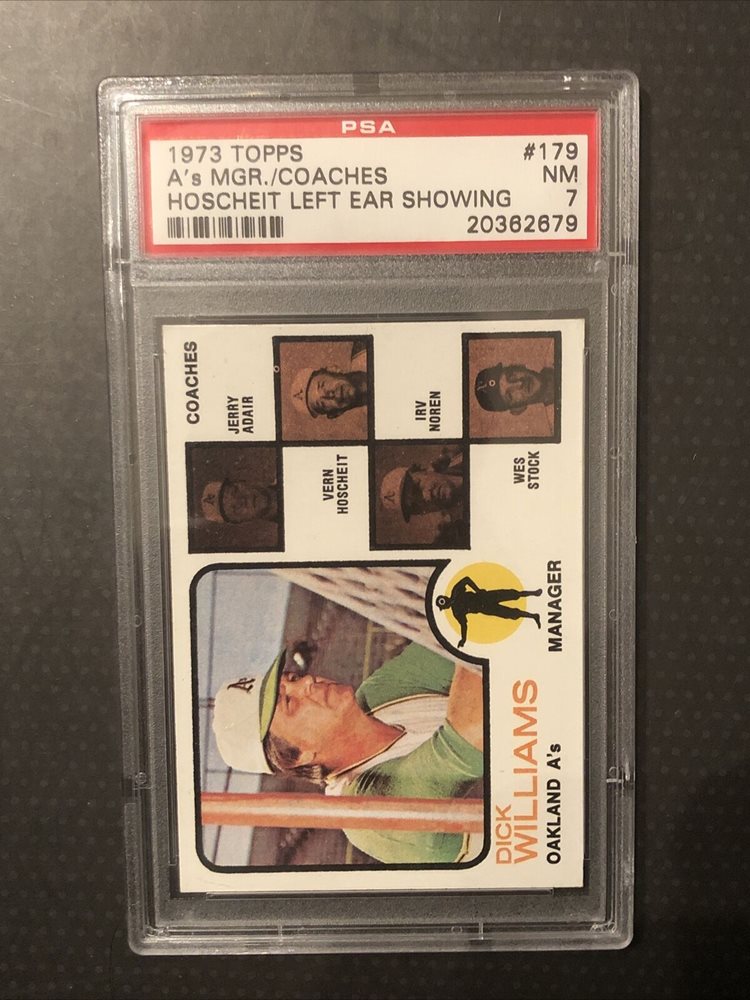 PSA
1973 TOPPS #179
A's MGR./COACHES NM
HOSCHEIT LEFT EAR SHOWING 7
20362679
COACHES
JERRY
ADAIR
VERN
HOSCHEIT
IRV
NOREN
WES
STOCK
A's
DICK
WILLIAMS
OAKLAND A's
MANAGER